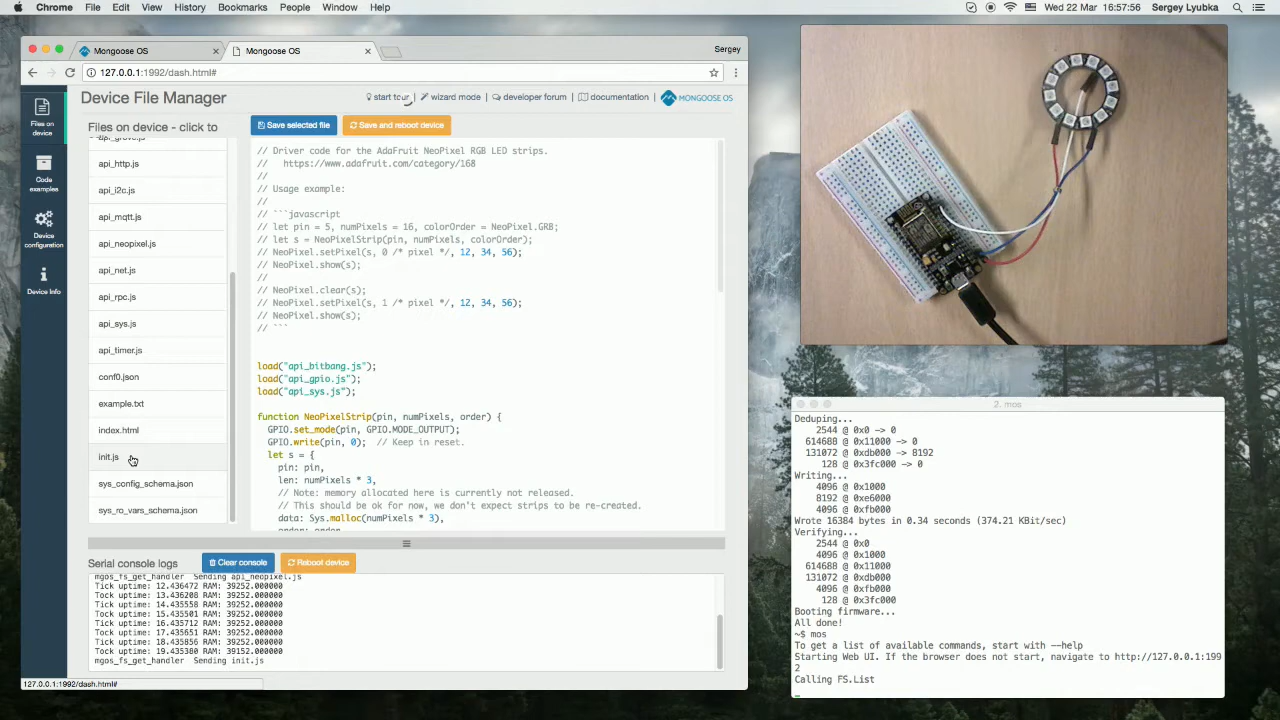 Chrome File Edit View History Bookmarks People Window Help Wed 22 Mar 16:57:56 Sergey Lyubka
Mongoose OS Mongoose OS Sergey
127.0.0.1:1992/dash.html#
Device File Manager start tour wizard mode developer forum documentation MONGOOSE OS
Files on device
Code examples
Device configuration
Device Info
Files on device - click to
api_grove.js
api_http.js
api_i2c.js
api_mqtt.js
api_neopixel.js
api_net.js
api_rpc.js
api_sys.js
api_timer.js
conf0.json
example.txt
index.html
init.js
sys_config_schema.json
sys_ro_vars_schema.json
Save selected file Save and reboot device
// Driver code for the AdaFruit NeoPixel RGB LED strips.
// https://www.adafruit.com/category/168
//
// Usage example:
//
// ```javascript
// let pin = 5, numPixels = 16, colorOrder = NeoPixel.GRB;
// let s = NeoPixelStrip(pin, numPixels, colorOrder);
// NeoPixel.setPixel(s, 0 /* pixel */, 12, 34, 56);
// NeoPixel.show(s);
//
// NeoPixel.clear(s);
// NeoPixel.setPixel(s, 1 /* pixel */, 12, 34, 56);
// NeoPixel.show(s);
// ```
load("api_bitbang.js");
load("api_gpio.js");
load("api_sys.js");
function NeoPixelStrip(pin, numPixels, order) {
GPIO.set_mode(pin, GPIO.MODE_OUTPUT);
GPIO.write(pin, 0); // Keep in reset.
let s = {
pin: pin,
len: numPixels * 3,
// Note: memory allocated here is currently not released.
// This should be ok for now, we don't expect strips to be re-created.
data: Sys.malloc(numPixels * 3),
order: order,
Serial console logs Clear console Reboot device
mgos_fs_get_handler Sending api_neopixel.js
Tick uptime: 12.436472 RAM: 39252.000000
Tock uptime: 13.436208 RAM: 39252.000000
Tick uptime: 14.435558 RAM: 39252.000000
Tock uptime: 15.435501 RAM: 39252.000000
Tick uptime: 16.435712 RAM: 39252.000000
Tock uptime: 17.435651 RAM: 39252.000000
Tick uptime: 18.435856 RAM: 39252.000000
Tock uptime: 19.435380 RAM: 39152.000000
mgos_fs_get_handler Sending init.js
127.0.0.1:1992/dash.html#
2. mos
Deduping...
2544 @ 0x0 -> 0
614688 @ 0x11000 -> 0
131072 @ 0xdb000 -> 8192
128 @ 0x3fc000 -> 0
Writing...
4096 @ 0x1000
8192 @ 0xe6000
4096 @ 0xfb000
Wrote 16384 bytes in 0.34 seconds (374.21 KBit/sec)
Verifying...
2544 @ 0x0
4096 @ 0x1000
614688 @ 0x11000
131072 @ 0xdb000
4096 @ 0xfb000
128 @ 0x3fc000
Booting firmware...
All done!
~$ mos
To get a list of available commands, start with --help
Starting Web UI. If the browser does not start, navigate to http://127.0.0.1:199
2
Calling FS.List